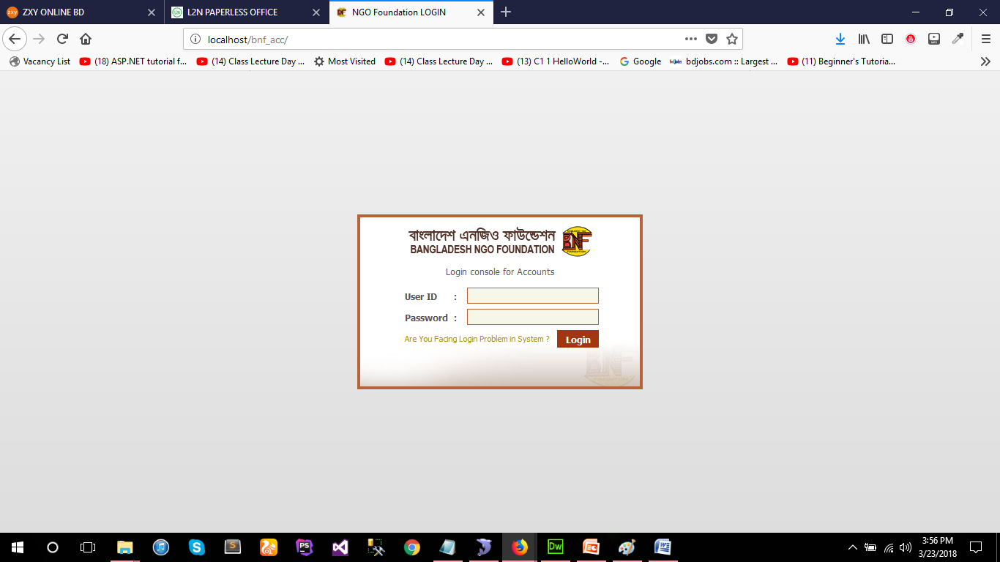 ZXY ONLINE BD
L2N PAPERLESS OFFICE
NGO Foundation LOGIN
localhost/bnf_acc/
Vacancy List
(18) ASP.NET tutorial f...
(14) Class Lecture Day ...
Most Visited
(14) Class Lecture Day ...
(13) C1 1 HelloWorld -...
Google
bdjobs.com :: Largest ...
(11) Beginner's Tutoria...
বাংলাদেশ এনজিও ফাউন্ডেশন
BANGLADESH NGO FOUNDATION
BNF
FOUNDATION
Login console for Accounts
User ID :
Password :
Are You Facing Login Problem in System ?
Login
3:56 PM
3/23/2018